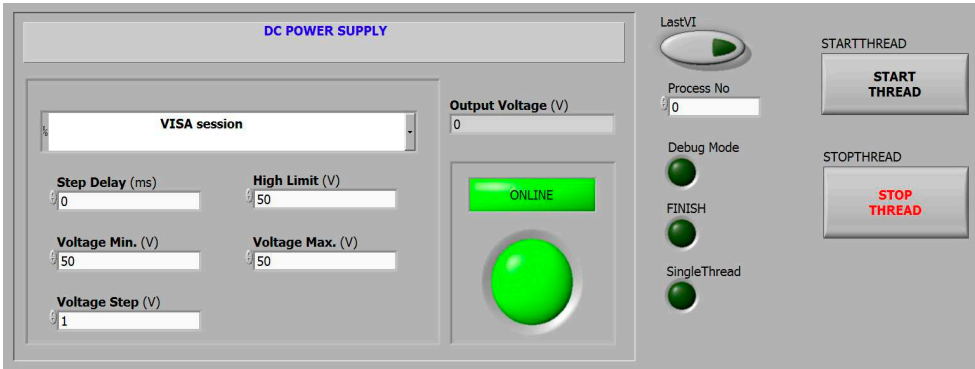 DC POWER SUPPLY
VISA session
Step Delay (ms)
0
High Limit (V)
50
Voltage Min. (V)
50
Voltage Max. (V)
50
Voltage Step (V)
1
Output Voltage (V)
0
ONLINE
LastVI
Process No
0
Debug Mode
FINISH
SingleThread
STARTTHREAD
START
THREAD
STOPTHREAD
STOP
THREAD